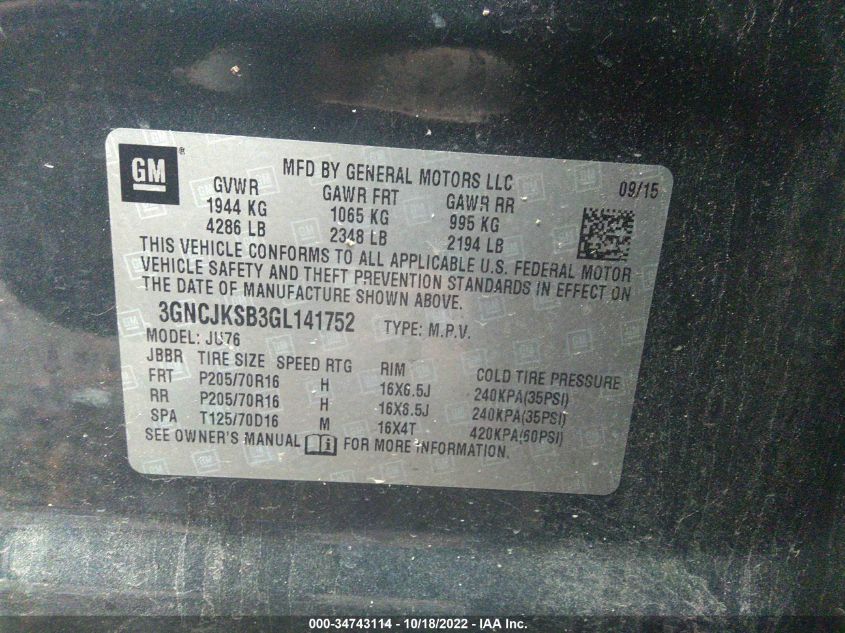 GM
MFD BY GENERAL MOTORS LLC 09/15
GVWR GAWR FRT GAWR RR
1944 KG 1065 KG 995 KG
4286 LB 2348 LB 2194 LB
THIS VEHICLE CONFORMS TO ALL APPLICABLE U.S. FEDERAL MOTOR
VEHICLE SAFETY AND THEFT PREVENTION STANDARDS IN EFFECT ON
THE DATE OF MANUFACTURE SHOWN ABOVE.
3GNCJKSB3GL141752 TYPE: M.P.V.
MODEL: JU76
JBBR TIRE SIZE SPEED RTG RIM COLD TIRE PRESSURE
FRT P205/70R16 H 16X6.5J 240KPA(35PSI)
RR P205/70R16 H 16X6.5J 240KPA(35PSI)
SPA T125/70D16 M 16X4T 420KPA(60PSI)
SEE OWNER'S MANUAL FOR MORE INFORMATION.
000-34743114 - 10/18/2022 - IAA Inc.